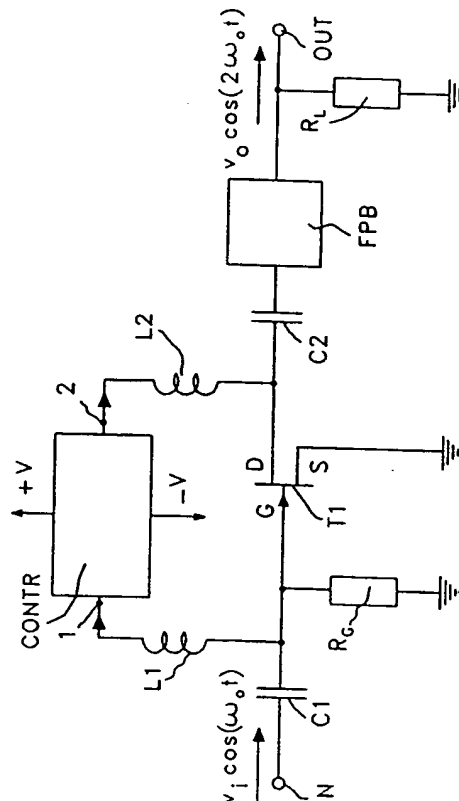 +V
-V
CONTR
1
2
L1
L2
v_i cos(ω_o t)
v_o cos(2ω_o t)
N
C1
R_G
G
D
S
T1
C2
FPB
R_L
OUT